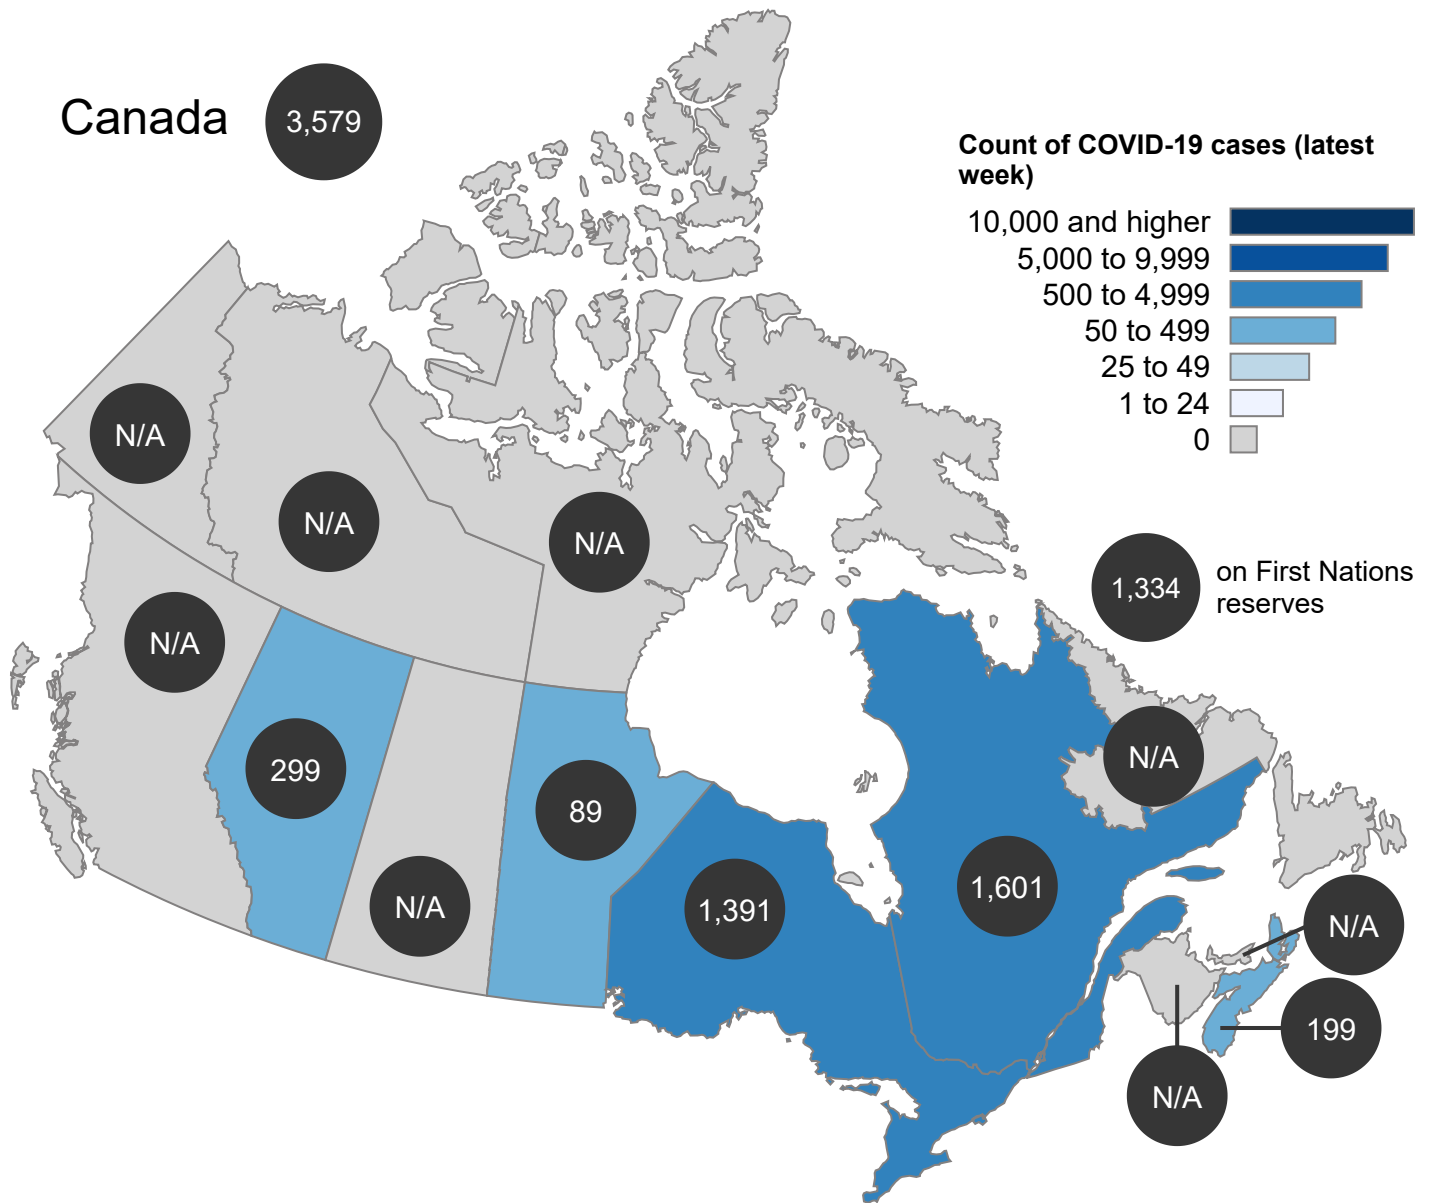 Canada
3,579
Count of COVID-19 cases (latest
week)
10,000 and higher
5,000 to 9,999
500 to 4,999
50 to 499
25 to 49
1 to 24
0
N/A
N/A
N/A
1,334
on First Nations
reserves
N/A
299
N/A
89
N/A
1,391
1,601
N/A
199
N/A